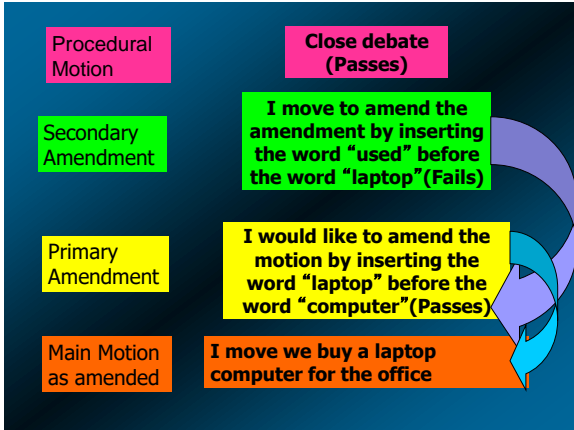 Procedural
Motion
Close debate
(Passes)
Secondary
Amendment
I move to amend the
amendment by inserting
the word “used” before
the word “laptop”(Fails)
Primary
Amendment
I would like to amend the
motion by inserting the
word “laptop” before the
word “computer”(Passes)
Main Motion
as amended
I move we buy a laptop
computer for the office